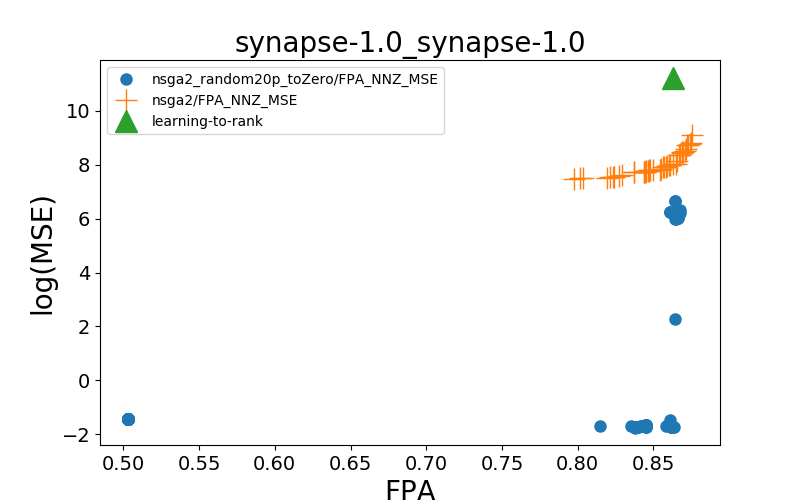 synapse-1.0_synapse-1.0
nsga2_random20p_toZero/FPA_NNZ_MSE
nsga2/FPA_NNZ_MSE
learning-to-rank
log(MSE)
10
8
6
4
2
0
−2
0.50 0.55 0.60 0.65 0.70 0.75 0.80 0.85
FPA